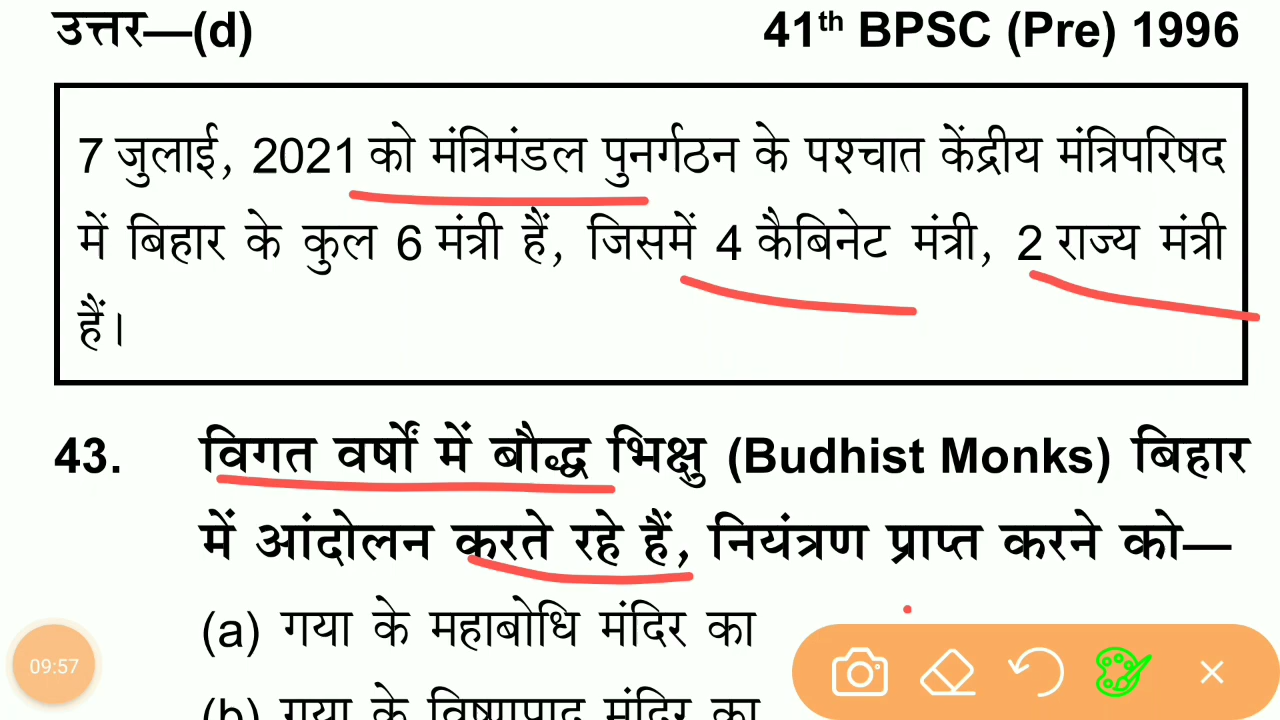 उत्तर—(d) 41th BPSC (Pre) 1996
7 जुलाई, 2021 को मंत्रिमंडल पुनर्गठन के पश्चात केंद्रीय मंत्रिपरिषद
में बिहार के कुल 6 मंत्री हैं, जिसमें 4 कैबिनेट मंत्री, 2 राज्य मंत्री
हैं।
43. विगत वर्षों में बौद्ध भिक्षु (Budhist Monks) बिहार
में आंदोलन करते रहे हैं, नियंत्रण प्राप्त करने को—
(a) गया के महाबोधि मंदिर का
(b) गया के विष्णुपाद मंदिर का
09:57